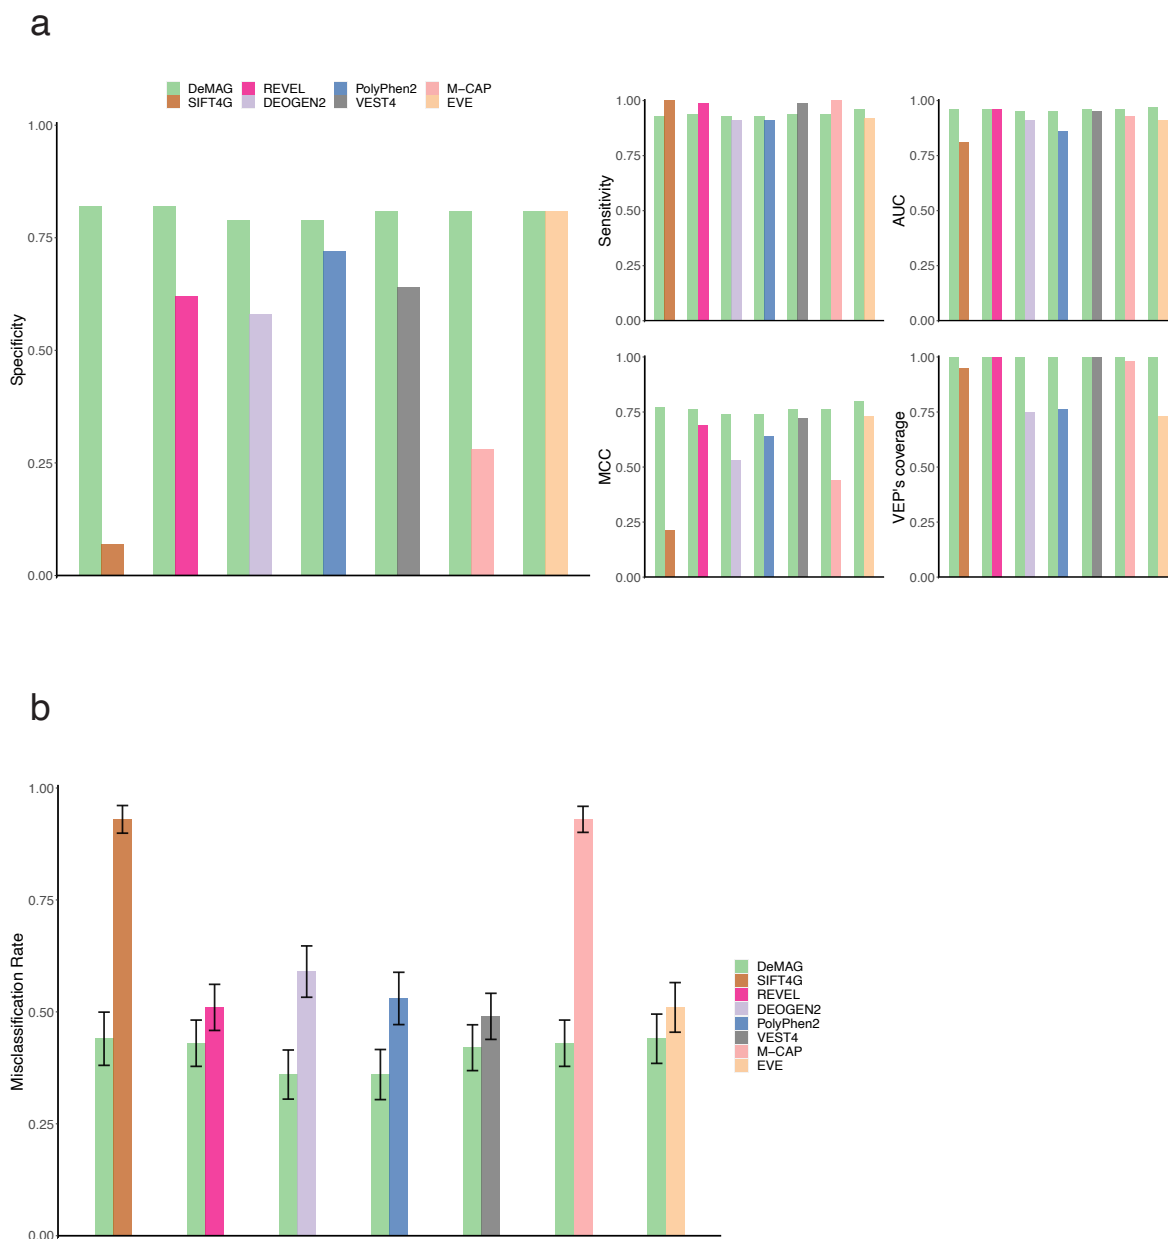 a
DeMAG REVEL PolyPhen2 M-CAP
SIFT4G DEOGEN2 VEST4 EVE
1.00
0.75
0.50
0.25
0.00
Specificity
1.00
0.75
0.50
0.25
0.00
Sensitivity
1.00
0.75
0.50
0.25
0.00
AUC
1.00
0.75
0.50
0.25
0.00
MCC
1.00
0.75
0.50
0.25
0.00
VEP's coverage
b
1.00
0.75
0.50
0.25
0.00
Misclassification Rate
DeMAG
SIFT4G
REVEL
DEOGEN2
PolyPhen2
VEST4
M-CAP
EVE